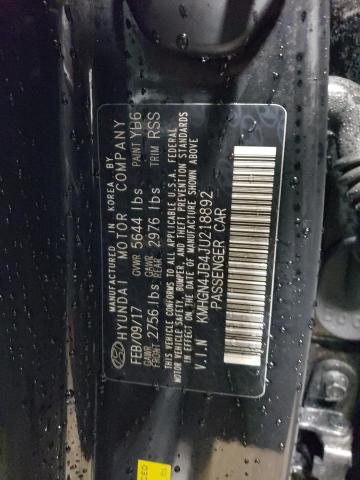 MANUFACTURED IN KOREA BY
HYUNDAI MOTOR COMPANY
FEB/09/17 GVWR 5644 lbs PAINT YB6
GAWR FRONT 2756 lbs GAWR REAR 2976 lbs TRIM RSS
THIS VEHICLE CONFORMS TO ALL APPLICABLE U.S.A. FEDERAL
MOTOR VEHICLE SAFETY, BUMPER, AND THEFT PREVENTION STANDARDS
IN EFFECT ON THE DATE OF MANUFACTURE SHOWN ABOVE
V.I.N KMHGN4JB4JU218892
PASSENGER CAR